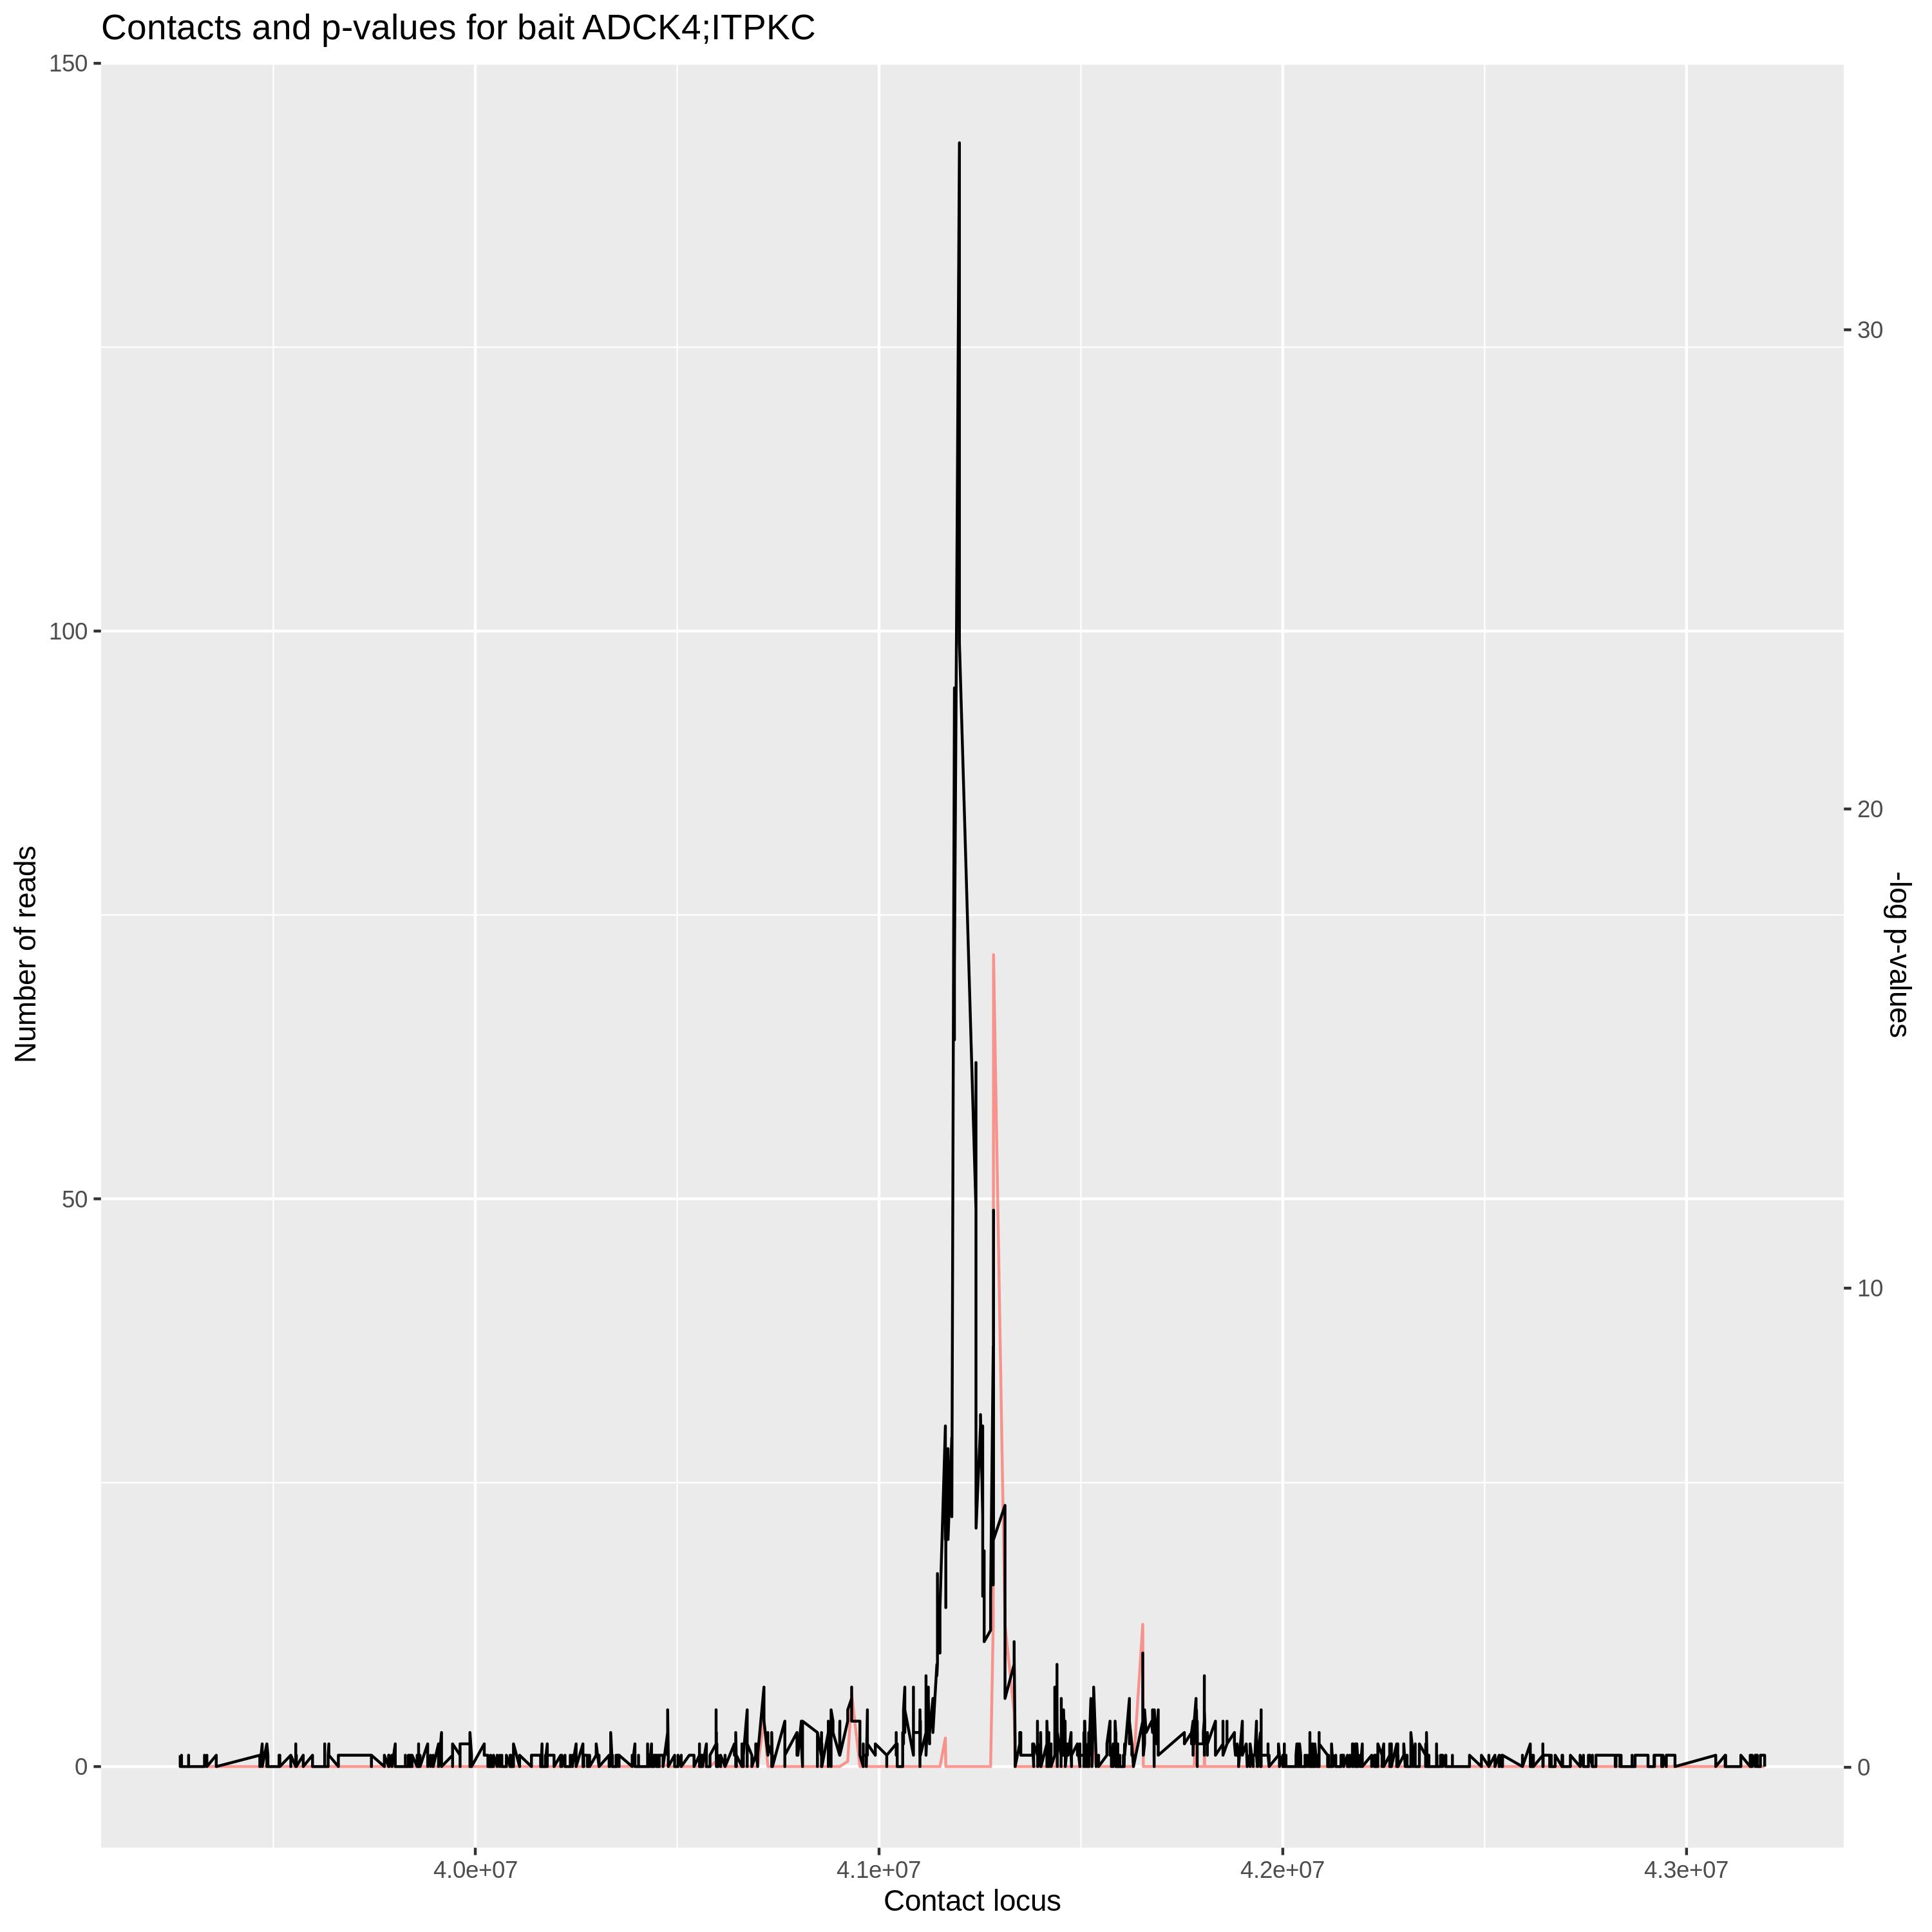 Contacts and p-values for bait ADCK4;ITPKC
150
100
50
0
Number of reads
30
20
10
0
-log p-values
4.0e+07
4.1e+07
4.2e+07
4.3e+07
Contact locus